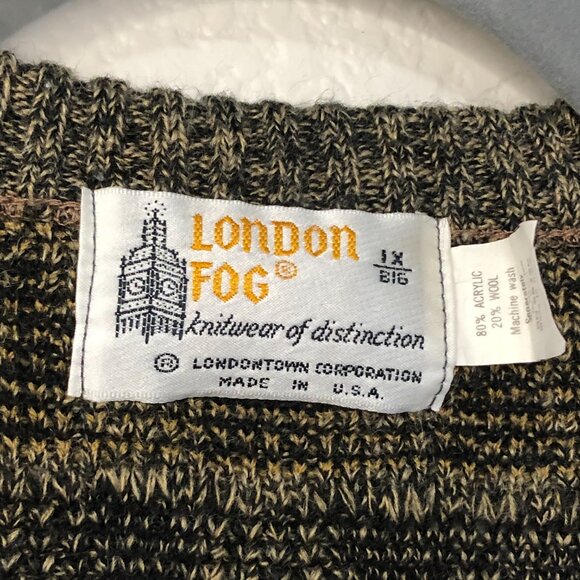 LONDON
FOG®
1X
BIG
knitwear of distinction
® LONDONTOWN CORPORATION
MADE IN U.S.A.
80% ACRYLIC
20% WOOL
Machine wash